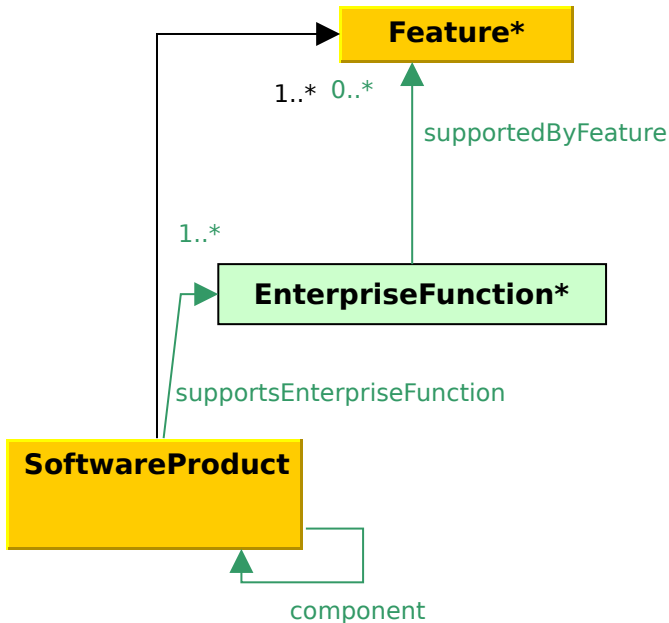 Feature*
1..* 0..*
supportedByFeature
1..*
EnterpriseFunction*
supportsEnterpriseFunction
SoftwareProduct
component